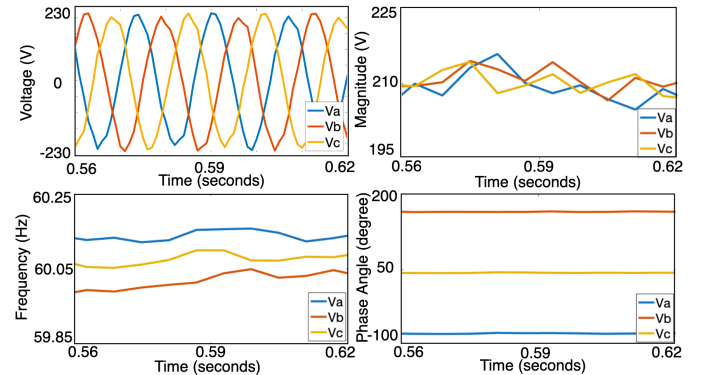 230
0
-230
Voltage (V)
0.56
0.59
0.62
Time (seconds)
Va
Vb
Vc
225
210
195
Magnitude (V)
0.56
0.59
0.62
Time (seconds)
Va
Vb
Vc
60.25
60.05
59.85
Frequency (Hz)
0.56
0.59
0.62
Time (seconds)
Va
Vb
Vc
200
50
-100
Phase Angle (degree)
0.56
0.59
0.62
Time (seconds)
Va
Vb
Vc